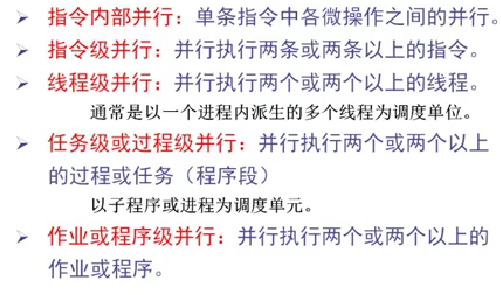 指令内部并行：单条指令中各微操作之间的并行。
指令级并行：并行执行两条或两条以上的指令。
线程级并行：并行执行两个或两个以上的线程。
通常是以一个进程内派生的多个线程为调度单位。
任务级或过程级并行：并行执行两个或两个以上
的过程或任务（程序段）
以子程序或进程为调度单元。
作业或程序级并行：并行执行两个或两个以上的
作业或程序。